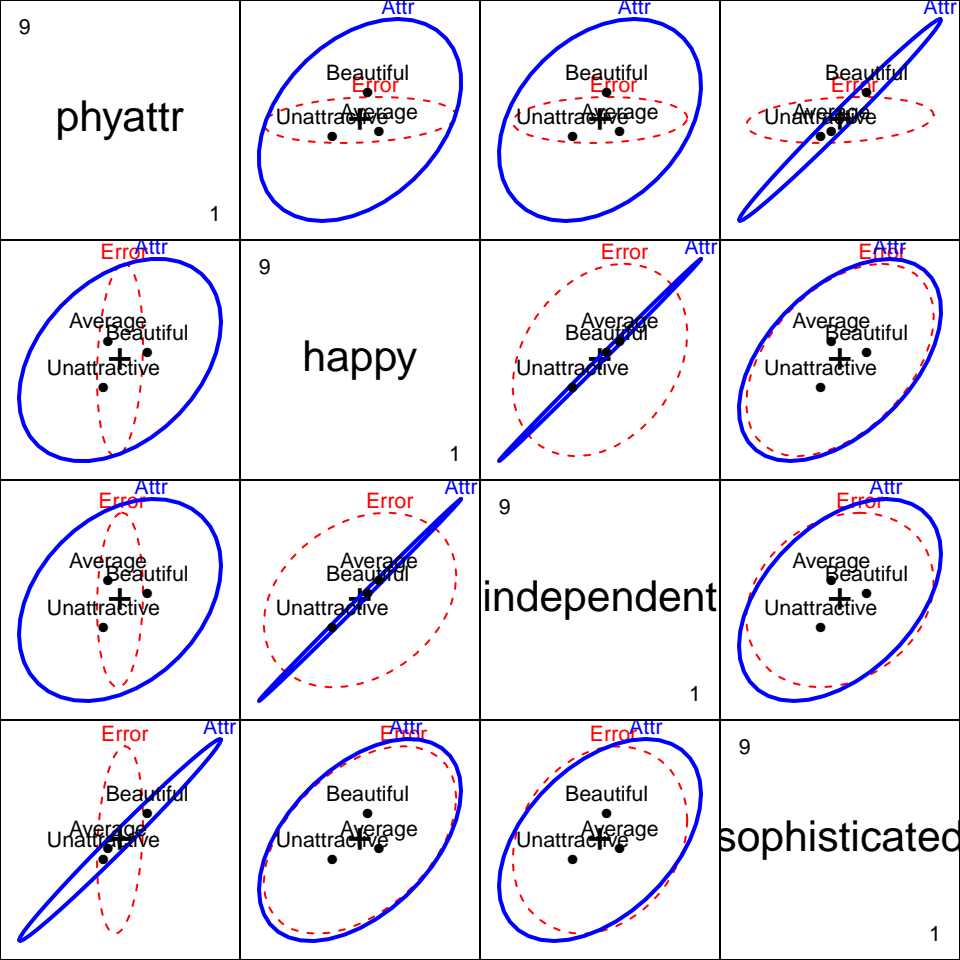 9
phyattr
1
Attr
Beautiful
Error
Average
Unattractive
Attr
Beautiful
Error
Average
Unattractive
Attr
Beautiful
Error
Average
Unattractive
Error
Attr
Average
Beautiful
Unattractive
9
happy
1
Error
Attr
Average
Beautiful
Unattractive
Attr
Error
Average
Beautiful
Unattractive
Attr
Error
Average
Beautiful
Unattractive
Attr
Error
Average
Beautiful
Unattractive
9
independent
1
Attr
Error
Average
Beautiful
Unattractive
Attr
Error
Beautiful
Average
Unattractive
Attr
Error
Beautiful
Average
Unattractive
Attr
Error
Beautiful
Average
Unattractive
9
sophisticated
1